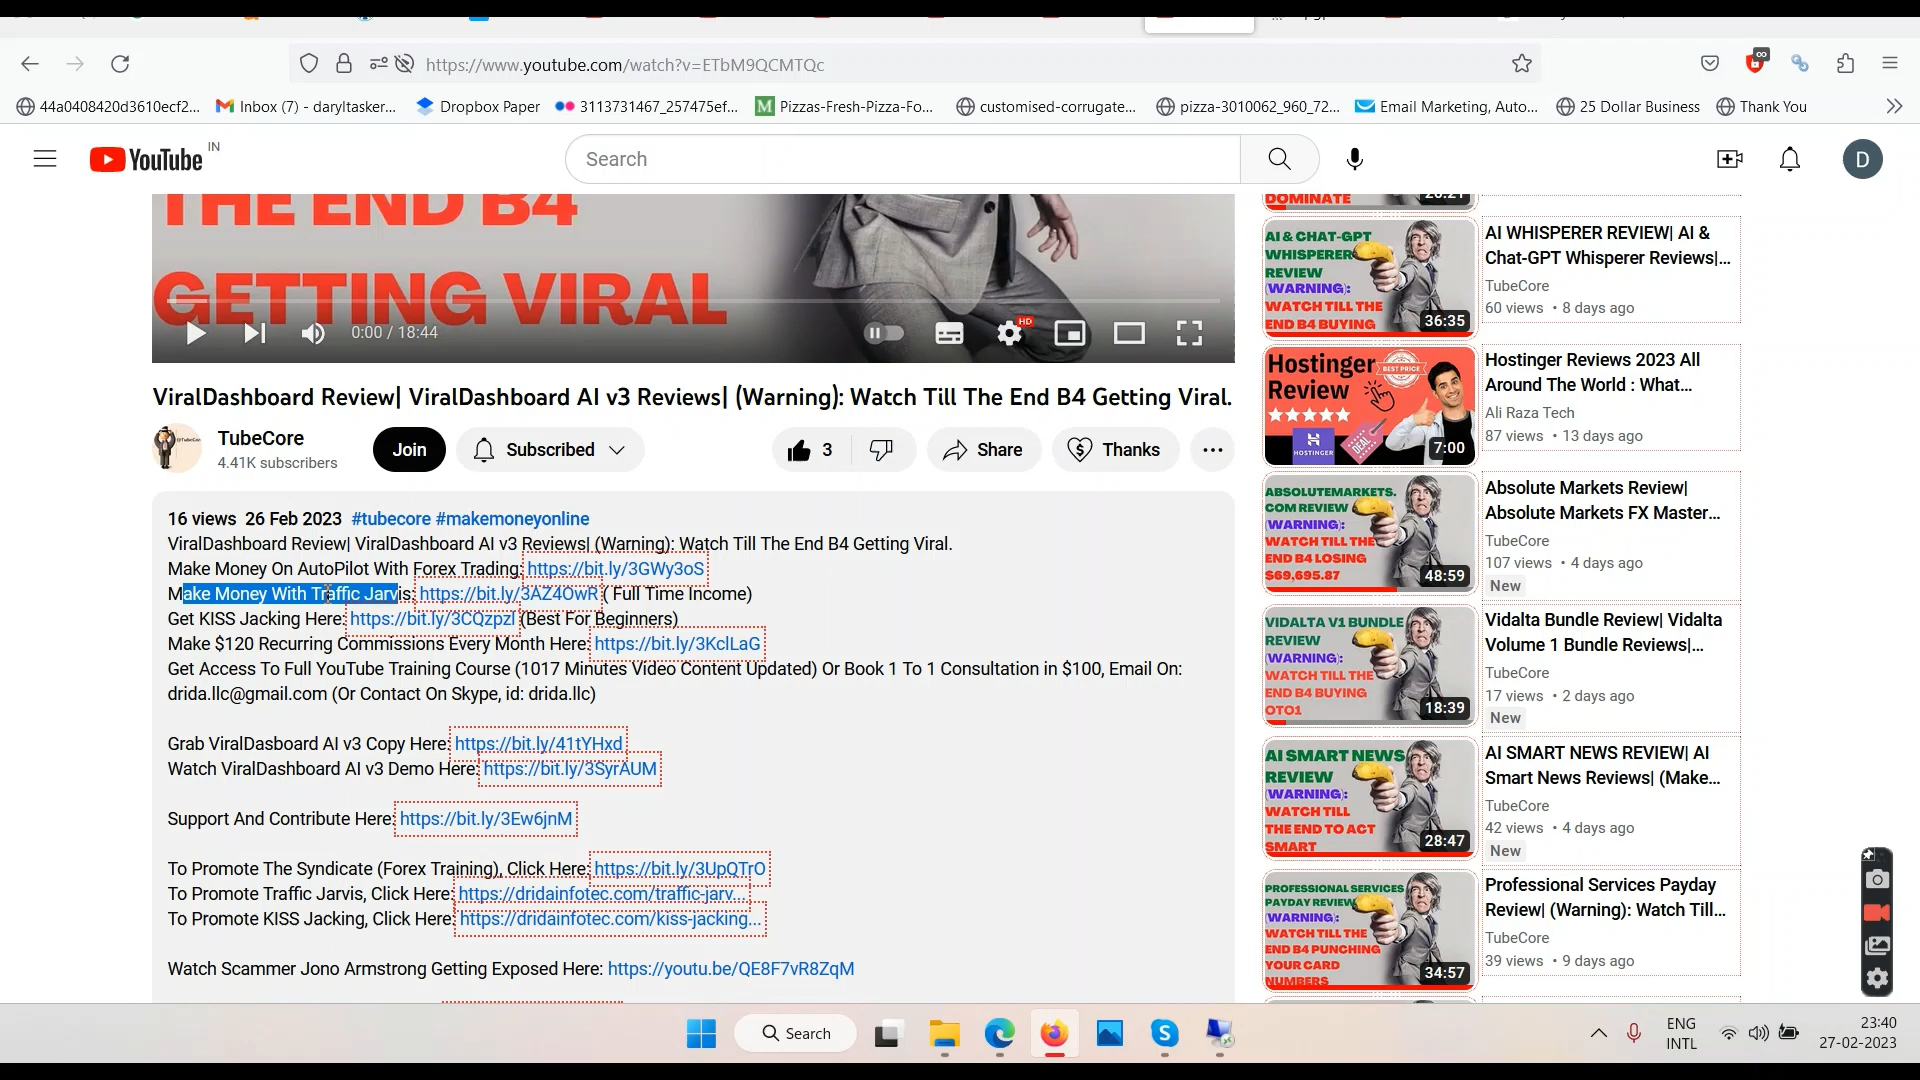 https://www.youtube.com/watch?v=ETbM9QCMTQc
44a0408420d3610ecf2...
Inbox (7) - daryltasker...
Dropbox Paper
3113731467_257475ef...
Pizzas-Fresh-Pizza-Fo...
customised-corrugate...
pizza-3010062_960_72...
Email Marketing, Auto...
25 Dollar Business
Thank You
YouTube
IN
Search
D
THE END B4
GETTING VIRAL
0:00 / 18:44
HD
ViralDashboard Review| ViralDashboard AI v3 Reviews| (Warning): Watch Till The End B4 Getting Viral.
TubeCore
4.41K subscribers
Join
Subscribed
3
Share
Thanks
16 views 26 Feb 2023 #tubecore #makemoneyonline
ViralDashboard Review| ViralDashboard AI v3 Reviews| (Warning): Watch Till The End B4 Getting Viral.
Make Money On AutoPilot With Forex Trading: https://bit.ly/3GWy3oS
Make Money With Traffic Jarvis: https://bit.ly/3AZ4OwR ( Full Time Income)
Get KISS Jacking Here: https://bit.ly/3CQzpzl (Best For Beginners)
Make $120 Recurring Commissions Every Month Here: https://bit.ly/3KclLaG
Get Access To Full YouTube Training Course (1017 Minutes Video Content Updated) Or Book 1 To 1 Consultation in $100, Email On:
drida.llc@gmail.com (Or Contact On Skype, id: drida.llc)
Grab ViralDasboard AI v3 Copy Here: https://bit.ly/41tYHxd
Watch ViralDashboard AI v3 Demo Here: https://bit.ly/3SyrAUM
Support And Contribute Here: https://bit.ly/3Ew6jnM
To Promote The Syndicate (Forex Training), Click Here: https://bit.ly/3UpQTrO
To Promote Traffic Jarvis, Click Here: https://dridainfotec.com/traffic-jarv...
To Promote KISS Jacking, Click Here: https://dridainfotec.com/kiss-jacking...
Watch Scammer Jono Armstrong Getting Exposed Here: https://youtu.be/QE8F7vR8ZqM
DOMINATE
AI & CHAT-GPT
WHISPERER
REVIEW
(WARNING):
WATCH TILL THE
END B4 BUYING
36:35
AI WHISPERER REVIEW| AI &
Chat-GPT Whisperer Reviews|...
TubeCore
60 views • 8 days ago
Hostinger
Review
BEST PRICE
DEAL
HOSTINGER
7:00
Hostinger Reviews 2023 All
Around The World : What...
Ali Raza Tech
87 views • 13 days ago
ABSOLUTEMARKETS.
COM REVIEW
(WARNING):
WATCH TILL THE
END B4 LOSING
$69,695.87
48:59
Absolute Markets Review|
Absolute Markets FX Master...
TubeCore
107 views • 4 days ago
New
VIDALTA V1 BUNDLE
REVIEW
(WARNING):
WATCH TILL THE
END B4 BUYING
OTO1
18:39
Vidalta Bundle Review| Vidalta
Volume 1 Bundle Reviews|...
TubeCore
17 views • 2 days ago
New
AI SMART NEWS
REVIEW
(WARNING):
WATCH TILL
THE END TO ACT
SMART
28:47
AI SMART NEWS REVIEW| AI
Smart News Reviews| (Make...
TubeCore
42 views • 4 days ago
New
PROFESSIONAL SERVICES
PAYDAY REVIEW
(WARNING):
WATCH TILL THE
END B4 PUNCHING
YOUR CARD
NUMBERS
34:57
Professional Services Payday
Review| (Warning): Watch Till...
TubeCore
39 views • 9 days ago
Search
ENG
INTL
23:40
27-02-2023